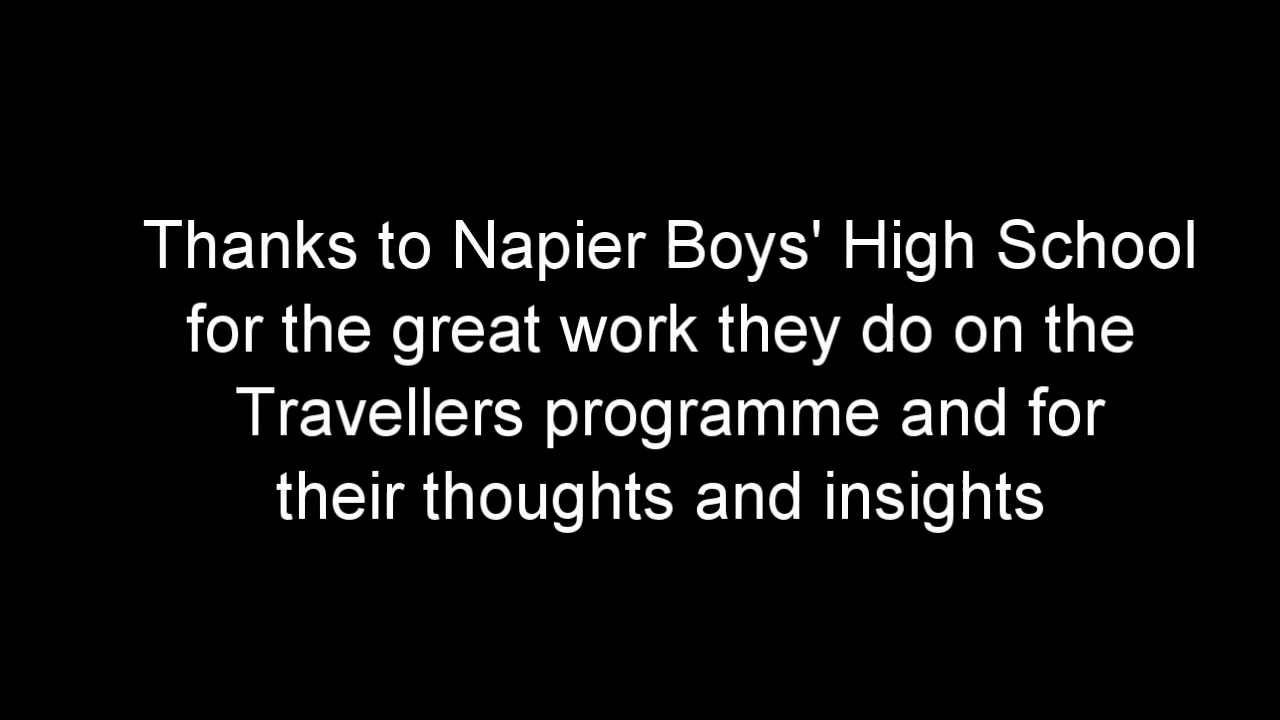 Thanks to Napier Boys' High School
for the great work they do on the
Travellers programme and for
their thoughts and insights